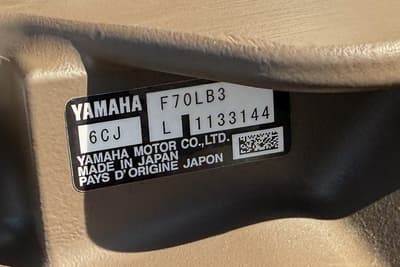 YAMAHA F70LB3
6CJ L 1133144
YAMAHA MOTOR CO.,LTD.
MADE IN JAPAN
PAYS D'ORIGINE JAPON